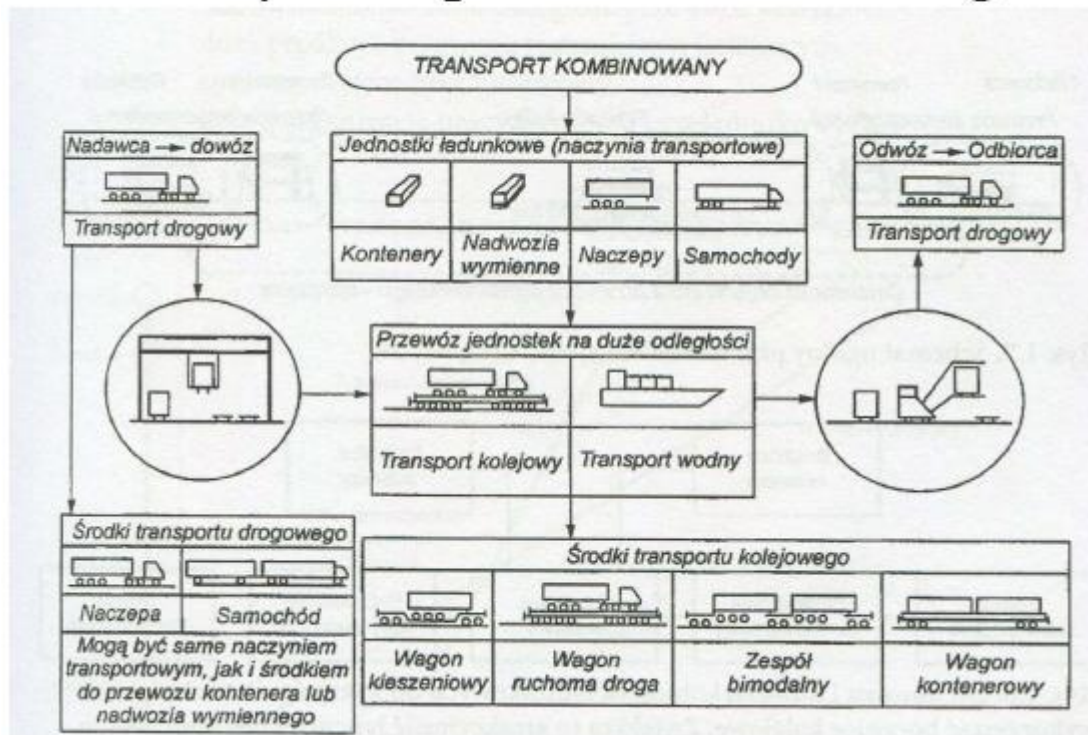 TRANSPORT KOMBINOWANY
Nadawca → dowóz
Transport drogowy
Jednostki ładunkowe (naczynia transportowe)
Kontenery
Nadwozia
wymienne
Naczepy
Samochody
Odwóz → Odbiorca
Transport drogowy
Przewóz jednostek na duże odległości
Transport kolejowy
Transport wodny
Środki transportu drogowego
Naczepa
Samochód
Mogą być same naczyniem
transportowym, jak i środkiem
do przewozu kontenera lub
nadwozia wymiennego
Środki transportu kolejowego
Wagon
kieszeniowy
Wagon
ruchoma droga
Zespół
bimodalny
Wagon
kontenerowy